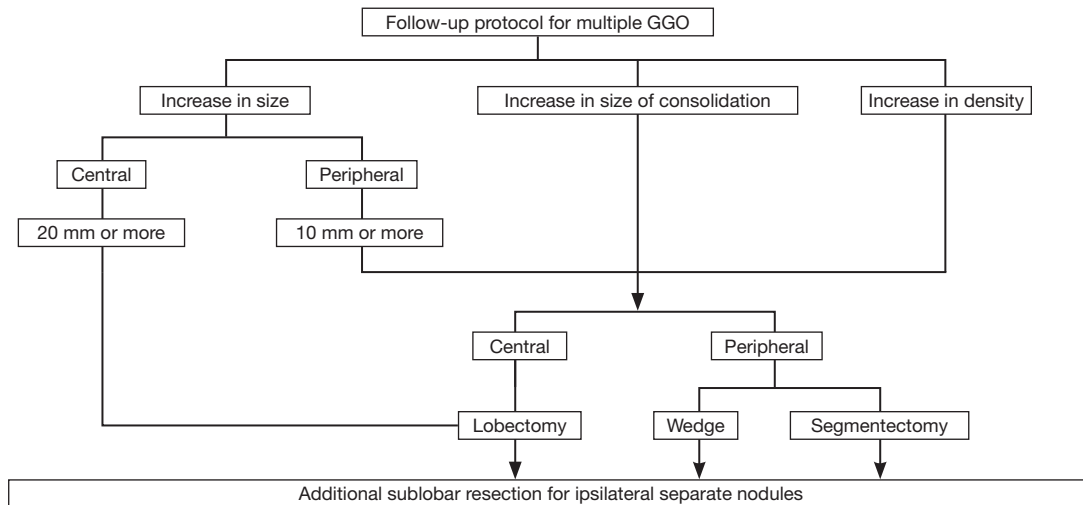 Follow-up protocol for multiple GGO
Increase in size
Increase in size of consolidation
Increase in density
Central
Peripheral
20 mm or more
10 mm or more
Central
Peripheral
Lobectomy
Wedge
Segmentectomy
Additional sublobar resection for ipsilateral separate nodules